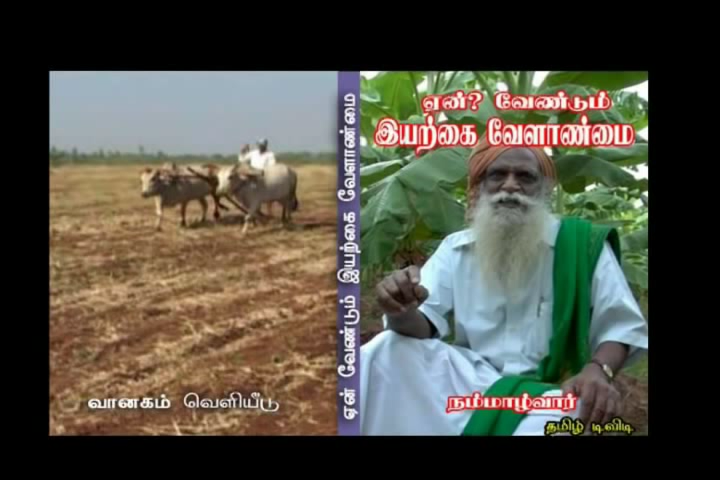 வானகம் வெளியீடு
ஏன் வேண்டும் இயற்கை வேளாண்மை
ஏன்? வேண்டும்
இயற்கை வேளாண்மை
நம்மாழ்வார்
தமிழ் டி.விடி.